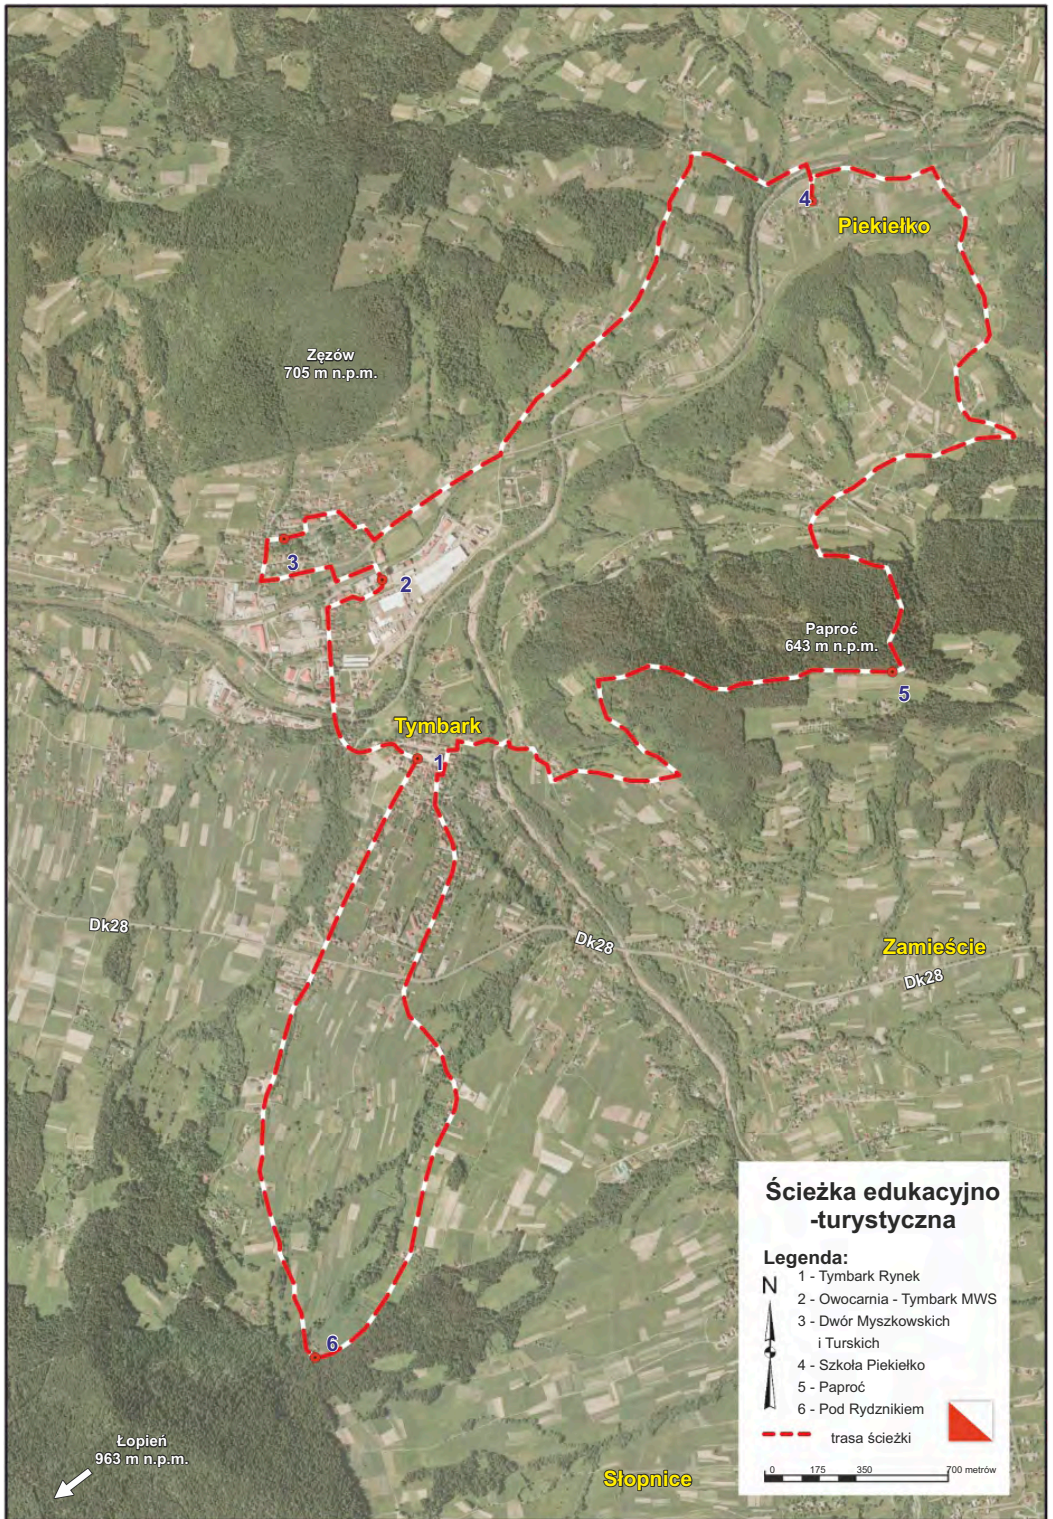 4
Piekiełko
Zęzów
705 m n.p.m.
3
2
Paproć
643 m n.p.m.
5
Tymbark
1
Dk28
Dk28
Zamieście
Dk28
Ścieżka edukacyjno
-turystyczna
Legenda:
N
1 - Tymbark Rynek
2 - Owocarnia - Tymbark MWS
3 - Dwór Myszkowskich
i Turskich
4 - Szkoła Piekiełko
5 - Paproć
6 - Pod Rydznikiem
trasa ścieżki
0 175 350 700 metrów
6
Łopień
963 m n.p.m.
Słopnice